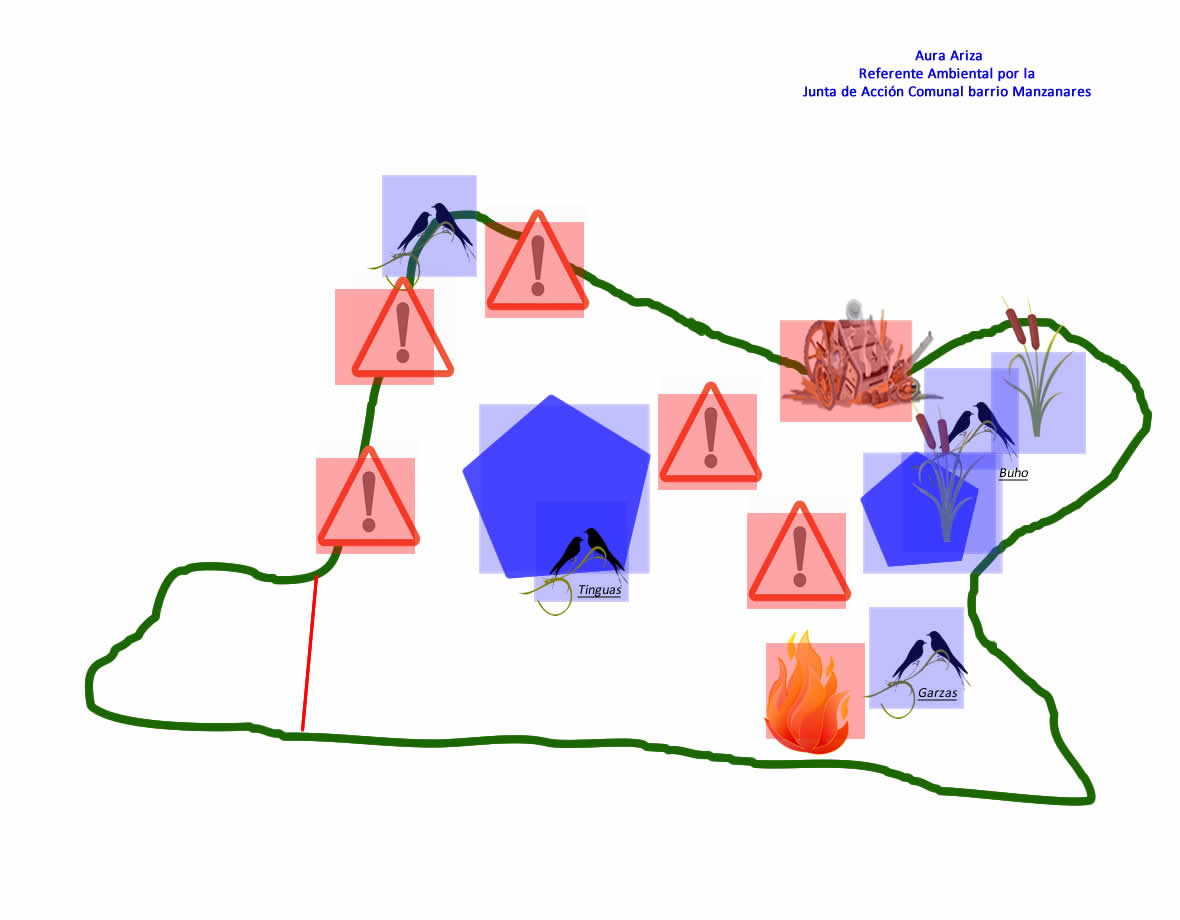 Aura Ariza
Referente Ambiental por la
Junta de Acción Comunal barrio Manzanares
Buho
Tinguas
Garzas